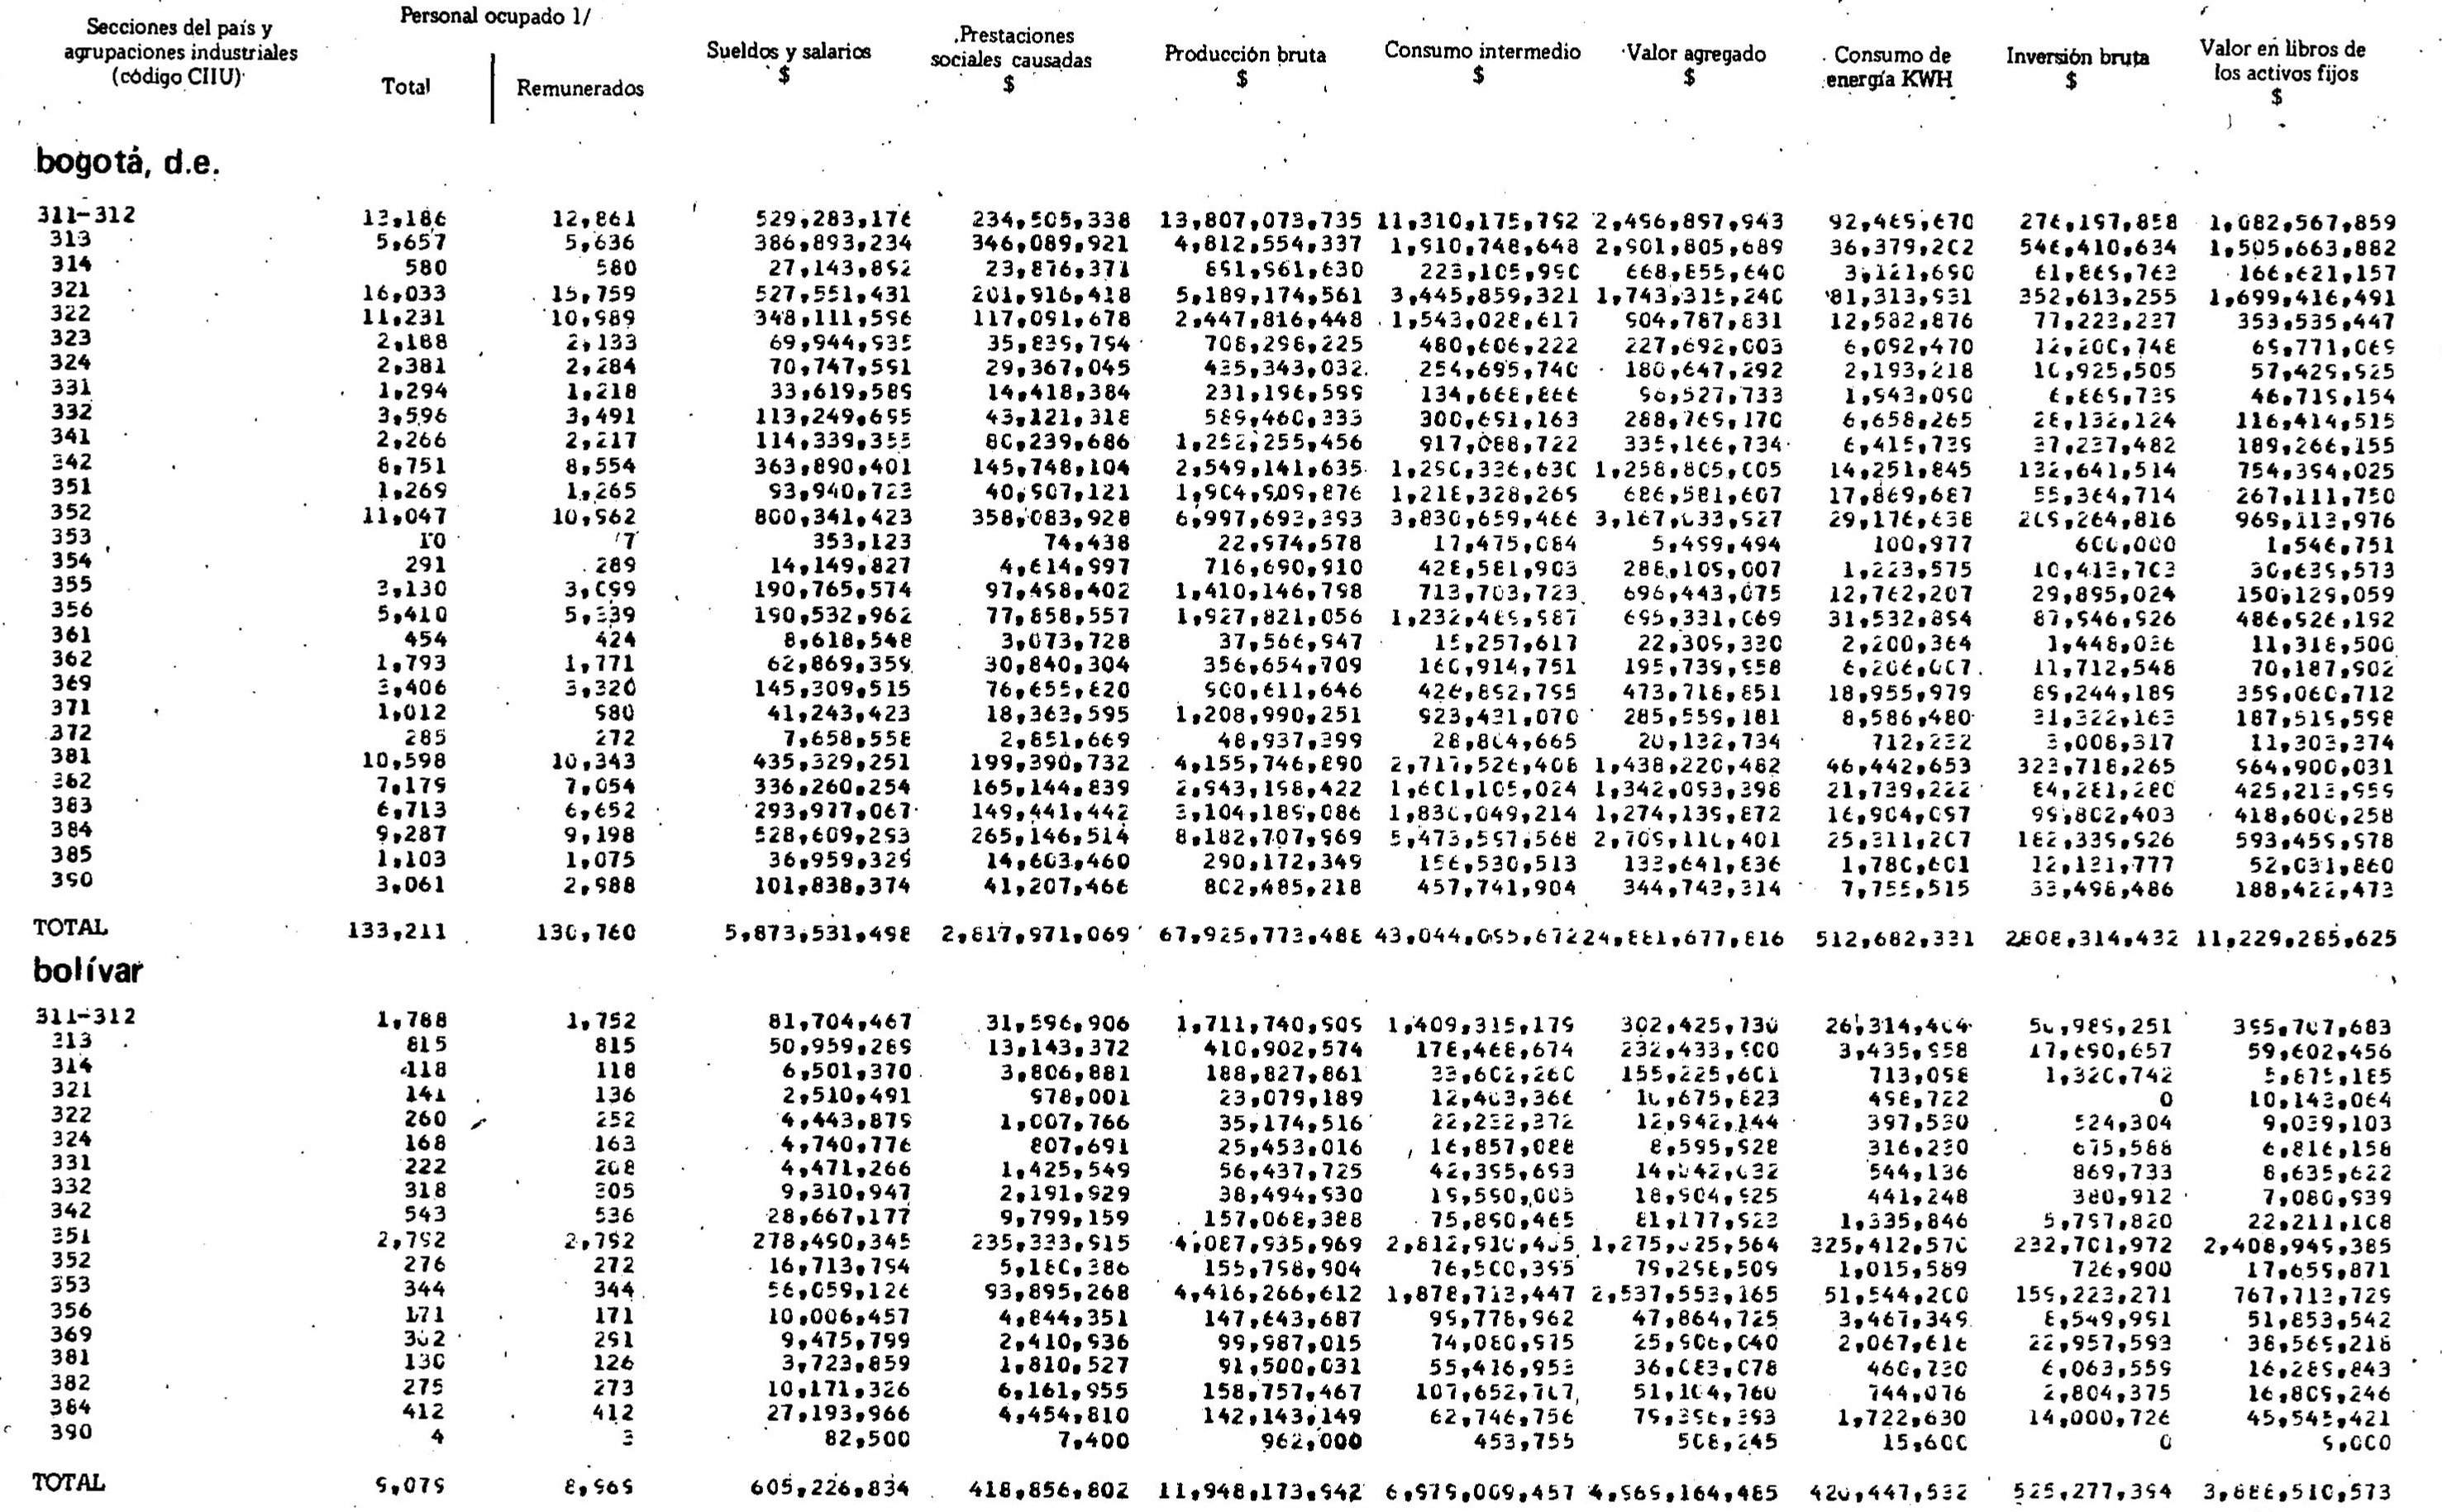 Secciones del país y agrupaciones industriales (código CIIU)
Personal ocupado 1/
Total
Remunerados
Sueldos y salarios $
Prestaciones sociales causadas $
Producción bruta $
Consumo intermedio $
Valor agregado $
Consumo de energía KWH
Inversión bruta $
Valor en libros de los activos fijos $
bogotá, d.e.
311-312 13,186 12,861 529,283,176 234,505,338 13,807,073,735 11,310,175,792 2,496,897,943 92,469,670 276,197,858 1,082,567,859
313 5,657 5,636 386,893,234 346,089,921 4,812,554,337 1,910,748,648 2,901,805,689 36,379,202 546,410,634 1,505,663,882
314 580 580 27,143,892 23,876,371 891,961,630 223,105,990 668,855,640 3,121,690 61,869,763 166,621,157
321 16,033 15,759 527,551,431 201,916,418 5,189,174,561 3,445,859,321 1,743,315,240 81,313,931 352,613,255 1,699,416,491
322 11,231 10,989 348,111,596 117,091,678 2,447,816,448 1,543,028,617 904,787,831 12,582,876 77,223,237 353,535,447
323 2,188 2,133 69,944,935 35,839,794 708,298,225 480,606,222 227,692,003 6,092,470 12,200,748 69,771,069
324 2,381 2,284 70,747,591 29,367,045 435,343,032 254,695,740 180,647,292 2,193,218 10,925,505 57,429,925
331 1,294 1,218 33,619,589 14,418,384 231,196,599 134,668,866 96,527,733 1,943,090 6,869,739 46,719,154
332 3,596 3,491 113,249,695 43,121,318 589,460,333 300,691,163 288,769,170 6,658,265 28,132,124 116,414,515
341 2,266 2,217 114,339,355 80,239,686 1,252,255,456 917,088,722 335,166,734 6,415,739 37,237,482 189,266,155
342 8,751 8,554 363,890,401 145,748,104 2,549,141,635 1,290,336,630 1,258,805,005 14,251,845 132,641,514 754,394,025
351 1,269 1,265 93,940,723 40,907,121 1,904,909,876 1,218,328,269 686,581,607 17,869,687 55,364,714 267,111,750
352 11,047 10,962 800,341,423 358,083,928 6,997,693,393 3,830,659,466 3,167,033,927 29,176,638 209,264,816 969,113,976
353 10 7 353,123 74,438 22,974,578 17,475,084 5,499,494 100,977 600,000 1,546,751
354 291 289 14,149,827 4,614,997 716,690,910 428,581,903 288,109,007 1,223,575 10,413,703 30,639,573
355 3,130 3,099 190,765,574 97,498,402 1,410,146,798 713,703,723 696,443,075 12,762,207 29,895,024 150,129,059
356 5,410 5,339 190,532,962 77,858,557 1,927,821,056 1,232,489,987 695,331,069 31,532,894 87,946,926 486,926,192
361 454 424 8,618,548 3,073,728 37,566,947 15,257,617 22,309,330 2,200,364 1,448,036 11,318,500
362 1,793 1,771 62,869,359 30,840,304 356,654,709 160,914,751 195,739,958 6,206,007 11,712,548 70,187,902
369 3,406 3,320 145,309,515 76,655,820 900,611,646 426,892,795 473,718,851 18,955,979 89,244,189 359,060,712
371 1,012 980 41,243,423 18,363,595 1,208,990,251 923,431,070 285,559,181 8,586,480 31,322,163 187,519,598
372 285 272 7,658,558 2,851,669 48,937,399 28,804,665 20,132,734 712,232 3,008,317 11,303,374
381 10,598 10,343 435,329,251 199,390,732 4,155,746,890 2,717,526,408 1,438,220,482 46,442,653 323,718,265 964,900,031
382 7,179 7,054 336,260,254 165,144,839 2,943,198,422 1,601,105,024 1,342,093,398 21,739,222 84,281,280 425,213,959
383 6,713 6,652 293,977,067 149,441,442 3,104,189,086 1,830,049,214 1,274,139,872 16,904,097 99,802,403 418,600,258
384 9,287 9,198 528,609,293 265,146,514 8,182,707,969 5,473,597,568 2,709,110,401 25,311,207 182,339,926 593,459,978
385 1,103 1,075 36,959,329 14,603,460 290,172,349 156,530,513 133,641,836 1,780,601 12,131,777 52,031,860
390 3,061 2,988 101,838,374 41,207,466 802,485,218 457,741,904 344,743,314 7,755,515 33,498,486 188,422,473
TOTAL 133,211 130,760 5,873,531,498 2,817,971,069 67,925,773,488 43,044,095,672 24,881,677,816 512,682,331 2808,314,432 11,229,285,625
bolívar
311-312 1,788 1,752 81,704,467 31,596,906 1,711,740,909 1,409,315,179 302,425,730 26,314,404 50,989,251 395,707,683
313 815 815 50,959,289 13,143,372 410,902,574 178,468,674 232,433,900 3,435,958 17,690,657 59,602,456
314 118 118 6,501,370 3,806,881 188,827,861 33,602,260 155,225,601 713,098 1,320,742 5,875,185
321 141 136 2,510,491 978,001 23,079,189 12,403,366 10,675,823 498,722 0 10,143,064
322 260 252 4,443,879 1,007,766 35,174,516 22,232,372 12,942,144 397,530 524,304 9,039,103
324 168 163 4,740,776 807,691 25,453,016 16,857,088 8,595,928 316,230 675,588 6,816,158
331 222 208 4,471,266 1,425,549 56,437,725 42,395,693 14,042,032 544,136 869,733 8,635,622
332 318 305 9,310,947 2,191,929 38,494,930 19,590,005 18,904,925 441,248 380,912 7,080,939
342 543 536 28,667,177 9,799,159 157,068,388 75,890,465 81,177,923 1,335,846 5,797,820 22,211,108
351 2,792 2,792 278,490,345 235,333,915 4,087,935,969 2,812,910,405 1,275,025,564 325,412,570 232,701,972 2,408,949,385
352 276 272 16,713,794 5,180,386 155,798,904 76,500,395 79,298,509 1,015,589 726,900 17,659,871
353 344 344 56,059,126 93,895,268 4,416,266,612 1,878,713,447 2,537,553,165 51,544,200 159,223,271 767,713,729
356 171 171 10,006,457 4,844,351 147,643,687 99,778,962 47,864,725 3,467,349 8,549,991 51,853,542
369 302 291 9,475,799 2,410,936 99,987,015 74,080,975 25,906,040 2,067,616 22,957,593 38,569,218
381 130 126 3,723,859 1,810,527 91,500,031 55,416,953 36,083,078 460,730 6,063,559 16,289,843
382 275 273 10,171,326 6,161,955 158,757,467 107,652,707 51,104,760 744,076 2,804,375 16,809,246
384 412 412 27,193,966 4,454,810 142,143,149 62,746,756 79,396,393 1,722,630 14,000,726 45,545,421
390 4 3 82,500 7,400 962,000 453,755 508,245 15,600 0 9,000
TOTAL 9,079 8,969 605,226,834 418,856,802 11,948,173,942 6,979,009,457 4,969,164,485 420,447,532 525,277,394 3,888,510,573